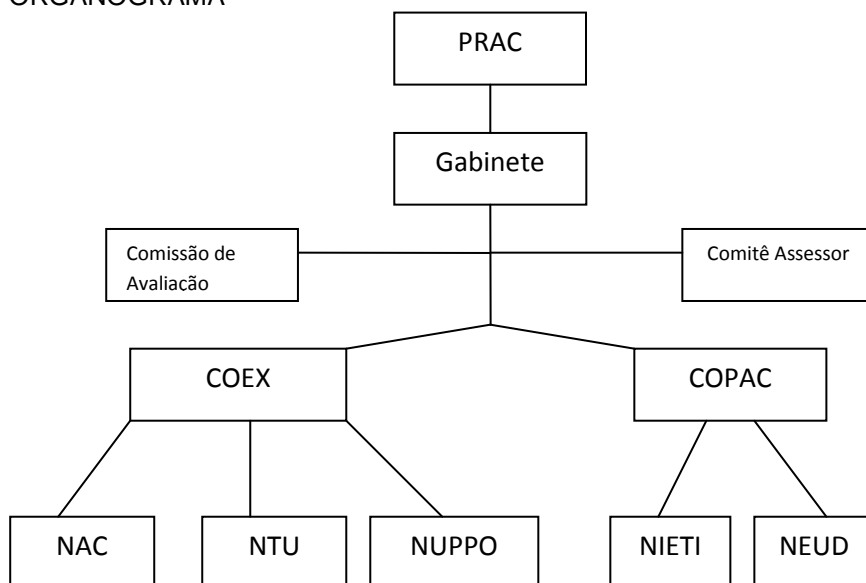 ORGANOGRAMA
PRAC
Gabinete
Comissão de
Avaliação
Comitê Assessor
COEX
COPAC
NAC
NTU
NUPPO
NIETI
NEUD